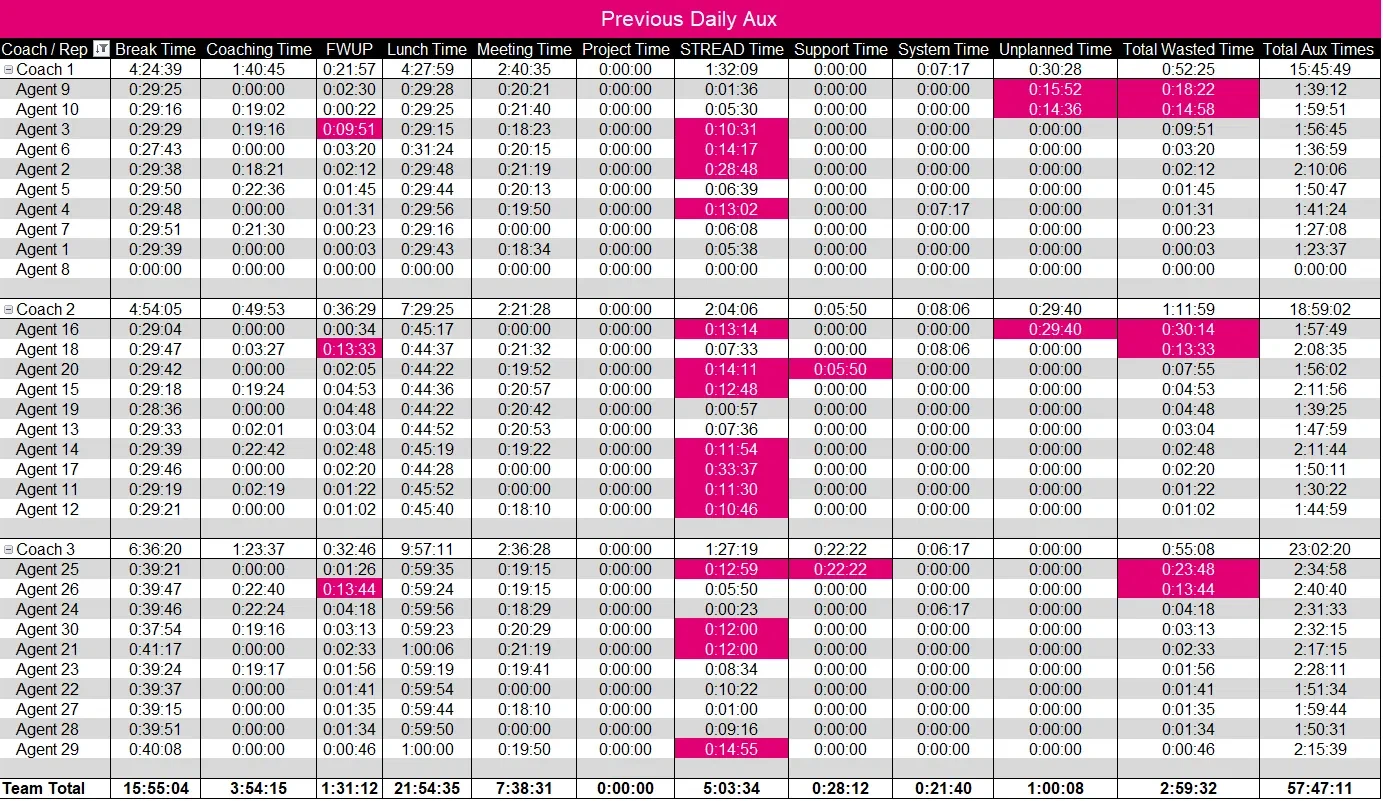 Previous Daily Aux
Coach / Rep Break Time Coaching Time FWUP Lunch Time Meeting Time Project Time STREAD Time Support Time System Time Unplanned Time Total Wasted Time Total Aux Times
Coach 1 4:24:39 1:40:45 0:21:57 4:27:59 2:40:35 0:00:00 1:32:09 0:00:00 0:07:17 0:30:28 0:52:25 15:45:49
Agent 9 0:29:25 0:00:00 0:02:30 0:29:28 0:20:21 0:00:00 0:01:36 0:00:00 0:00:00 0:15:52 0:18:22 1:39:12
Agent 10 0:29:16 0:19:02 0:00:22 0:29:25 0:21:40 0:00:00 0:05:30 0:00:00 0:00:00 0:14:36 0:14:58 1:59:51
Agent 3 0:29:29 0:19:16 0:09:51 0:29:15 0:18:23 0:00:00 0:10:31 0:00:00 0:00:00 0:00:00 0:09:51 1:56:45
Agent 6 0:27:43 0:00:00 0:03:20 0:31:24 0:20:15 0:00:00 0:14:17 0:00:00 0:00:00 0:00:00 0:03:20 1:36:59
Agent 2 0:29:38 0:18:21 0:02:12 0:29:48 0:21:19 0:00:00 0:28:48 0:00:00 0:00:00 0:00:00 0:02:12 2:10:06
Agent 5 0:29:50 0:22:36 0:01:45 0:29:44 0:20:13 0:00:00 0:06:39 0:00:00 0:00:00 0:00:00 0:01:45 1:50:47
Agent 4 0:29:48 0:00:00 0:01:31 0:29:56 0:19:50 0:00:00 0:13:02 0:00:00 0:07:17 0:00:00 0:01:31 1:41:24
Agent 7 0:29:51 0:21:30 0:00:23 0:29:16 0:00:00 0:00:00 0:06:08 0:00:00 0:00:00 0:00:00 0:00:23 1:27:08
Agent 1 0:29:39 0:00:00 0:00:03 0:29:43 0:18:34 0:00:00 0:05:38 0:00:00 0:00:00 0:00:00 0:00:03 1:23:37
Agent 8 0:00:00 0:00:00 0:00:00 0:00:00 0:00:00 0:00:00 0:00:00 0:00:00 0:00:00 0:00:00 0:00:00 0:00:00
Coach 2 4:54:05 0:49:53 0:36:29 7:29:25 2:21:28 0:00:00 2:04:06 0:05:50 0:08:06 0:29:40 1:11:59 18:59:02
Agent 16 0:29:04 0:00:00 0:00:34 0:45:17 0:00:00 0:00:00 0:13:14 0:00:00 0:00:00 0:29:40 0:30:14 1:57:49
Agent 18 0:29:47 0:03:27 0:13:33 0:44:37 0:21:32 0:00:00 0:07:33 0:00:00 0:08:06 0:00:00 0:13:33 2:08:35
Agent 20 0:29:42 0:00:00 0:02:05 0:44:22 0:19:52 0:00:00 0:14:11 0:05:50 0:00:00 0:00:00 0:07:55 1:56:02
Agent 15 0:29:18 0:19:24 0:04:53 0:44:36 0:20:57 0:00:00 0:12:48 0:00:00 0:00:00 0:00:00 0:04:53 2:11:56
Agent 19 0:28:36 0:00:00 0:04:48 0:44:22 0:20:42 0:00:00 0:00:57 0:00:00 0:00:00 0:00:00 0:04:48 1:39:25
Agent 13 0:29:33 0:02:01 0:03:04 0:44:52 0:20:53 0:00:00 0:07:36 0:00:00 0:00:00 0:00:00 0:03:04 1:47:59
Agent 14 0:29:39 0:22:42 0:02:48 0:45:19 0:19:22 0:00:00 0:11:54 0:00:00 0:00:00 0:00:00 0:02:48 2:11:44
Agent 17 0:29:46 0:00:00 0:02:20 0:44:28 0:00:00 0:00:00 0:33:37 0:00:00 0:00:00 0:00:00 0:02:20 1:50:11
Agent 11 0:29:19 0:02:19 0:01:22 0:45:52 0:00:00 0:00:00 0:11:30 0:00:00 0:00:00 0:00:00 0:01:22 1:30:22
Agent 12 0:29:21 0:00:00 0:01:02 0:45:40 0:18:10 0:00:00 0:10:46 0:00:00 0:00:00 0:00:00 0:01:02 1:44:59
Coach 3 6:36:20 1:23:37 0:32:46 9:57:11 2:36:28 0:00:00 1:27:19 0:22:22 0:06:17 0:00:00 0:55:08 23:02:20
Agent 25 0:39:21 0:00:00 0:01:26 0:59:35 0:19:15 0:00:00 0:12:59 0:22:22 0:00:00 0:00:00 0:23:48 2:34:58
Agent 26 0:39:47 0:22:40 0:13:44 0:59:24 0:19:15 0:00:00 0:05:50 0:00:00 0:00:00 0:00:00 0:13:44 2:40:40
Agent 24 0:39:46 0:22:24 0:04:18 0:59:56 0:18:29 0:00:00 0:00:23 0:00:00 0:06:17 0:00:00 0:04:18 2:31:33
Agent 30 0:37:54 0:19:16 0:03:13 0:59:23 0:20:29 0:00:00 0:12:00 0:00:00 0:00:00 0:00:00 0:03:13 2:32:15
Agent 21 0:41:17 0:00:00 0:02:33 1:00:06 0:21:19 0:00:00 0:12:00 0:00:00 0:00:00 0:00:00 0:02:33 2:17:15
Agent 23 0:39:24 0:19:17 0:01:56 0:59:19 0:19:41 0:00:00 0:08:34 0:00:00 0:00:00 0:00:00 0:01:56 2:28:11
Agent 22 0:39:37 0:00:00 0:01:41 0:59:54 0:00:00 0:00:00 0:10:22 0:00:00 0:00:00 0:00:00 0:01:41 1:51:34
Agent 27 0:39:15 0:00:00 0:01:35 0:59:44 0:18:10 0:00:00 0:01:00 0:00:00 0:00:00 0:00:00 0:01:35 1:59:44
Agent 28 0:39:51 0:00:00 0:01:34 0:59:50 0:00:00 0:00:00 0:09:16 0:00:00 0:00:00 0:00:00 0:01:34 1:50:31
Agent 29 0:40:08 0:00:00 0:00:46 1:00:00 0:19:50 0:00:00 0:14:55 0:00:00 0:00:00 0:00:00 0:00:46 2:15:39
Team Total 15:55:04 3:54:15 1:31:12 21:54:35 7:38:31 0:00:00 5:03:34 0:28:12 0:21:40 1:00:08 2:59:32 57:47:11